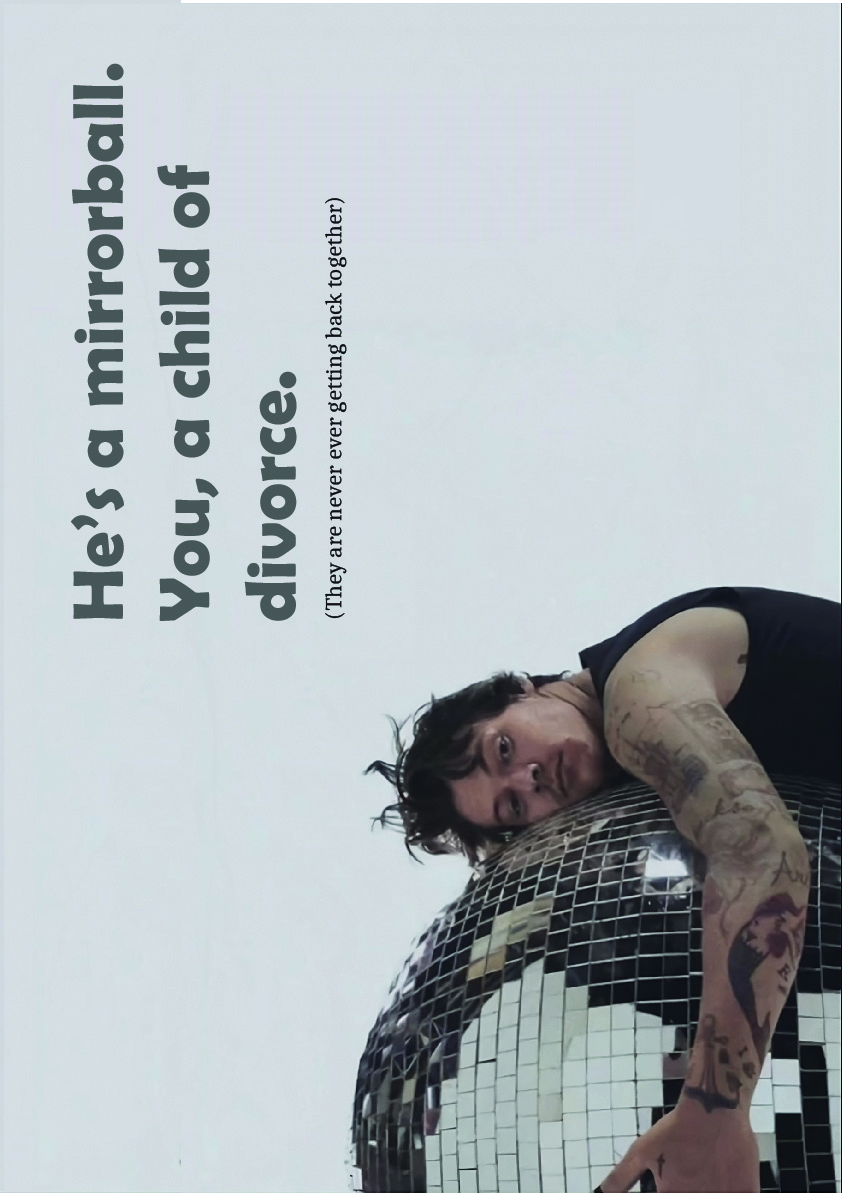 He's a mirrorball.
You, a child of
divorce.
(They are never ever getting back together)